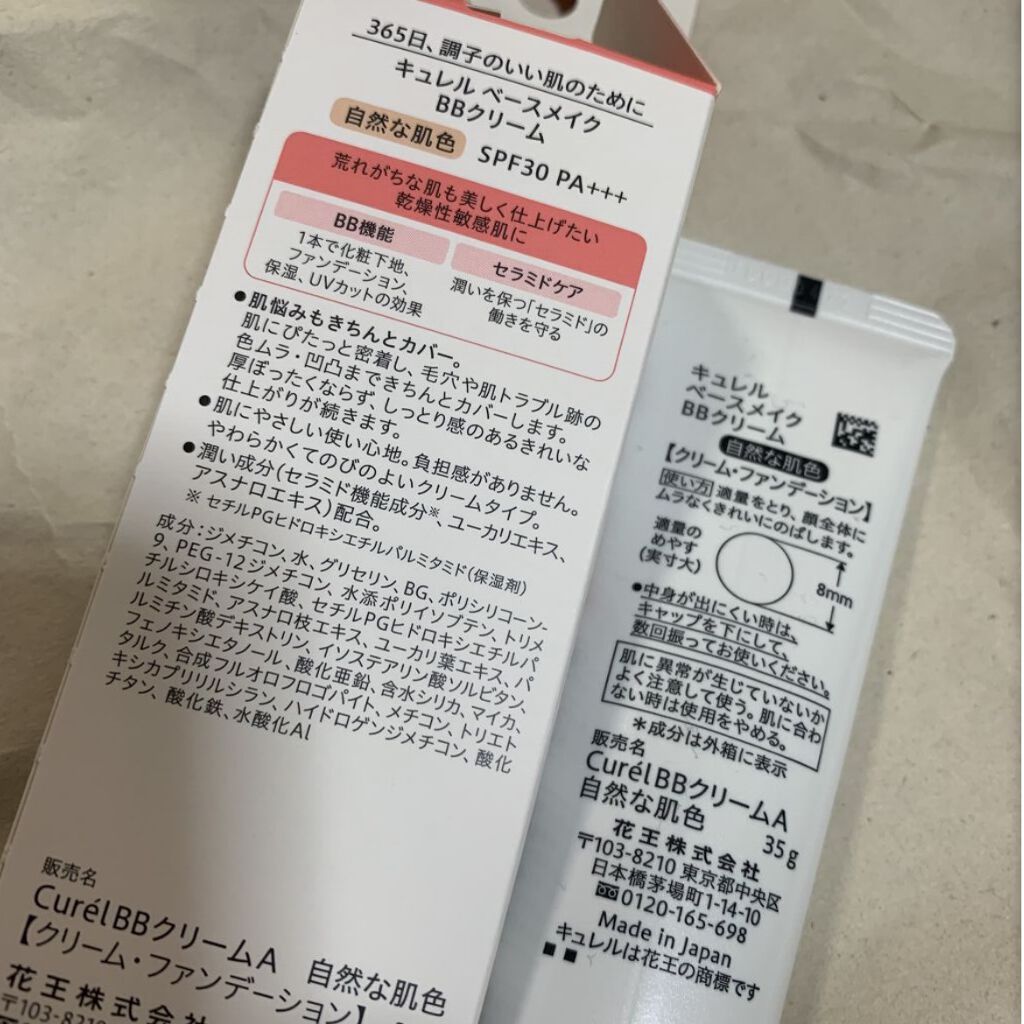 365日、調子のいい肌のために
キュレル ベースメイク
BBクリーム
自然な肌色 SPF30 PA+++
荒れがちな肌も美しく仕上げたい
乾燥性敏感肌に
BB機能
1本で化粧下地、
ファンデーション、
保湿、UVカットの効果
セラミドケア
潤いを保つ「セラミド」の
働きを守る
●肌悩みもきちんとカバー。
肌にぴたっと密着し、毛穴や肌トラブル跡の
色ムラ・凹凸まできちんとカバーします。
厚ぼったくならず、しっとり感のあるきれいな
仕上がりが続きます。
●肌にやさしい使い心地。負担感がありません。
やわらかくてのびのよいクリームタイプ。
●潤い成分(セラミド機能成分※、ユーカリエキス、
アスナロエキス)配合。
※ セチルPGヒドロキシエチルパルミタミド(保湿剤)
成分:ジメチコン、水、グリセリン、BG、ポリシリコーン-
9、PEG-12ジメチコン、水添ポリイソブテン、トリメ
チルシロキシケイ酸、セチルPGヒドロキシエチルパ
ルミタミド、アスナロ枝エキス、ユーカリ葉エキス、パ
ルミチン酸デキストリン、イソステアリン酸ソルビタン、
フェノキシエタノール、酸化亜鉛、含水シリカ、マイカ、
タルク、合成フルオロフロゴパイト、メチコン、トリエト
キシカプリリルシラン、ハイドロゲンジメチコン、酸化
チタン、酸化鉄、水酸化Al
販売名
CurélBBクリームA 自然な肌色
【クリーム・ファンデーション】
花王株式会社
〒103-8210
キュレル
ベースメイク
BBクリーム
自然な肌色
【クリーム・ファンデーション】
使い方 適量をとり、顔全体に
ムラなくきれいにのばします。
適量の
めやす
(実寸大)
8mm
●中身が出にくい時は、
キャップを下にして、
数回振ってお使いください。
肌に異常が生じていないか
よく注意して使う。肌に合わ
ない時は使用をやめる。
＊成分は外箱に表示
販売名
CurélBBクリームA
自然な肌色
35g
花王株式会社
〒103-8210 東京都中央区
日本橋茅場町1-14-10
0120-165-698
Made in Japan
キュレルは花王の商標です